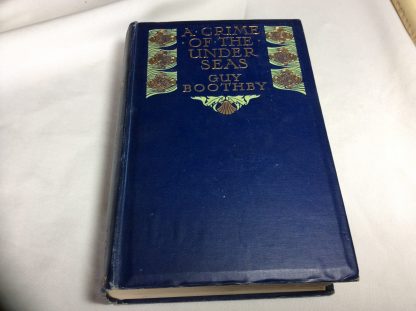 A CRIME
OF THE
UNDER
SEAS
GUY
BOOTHBY